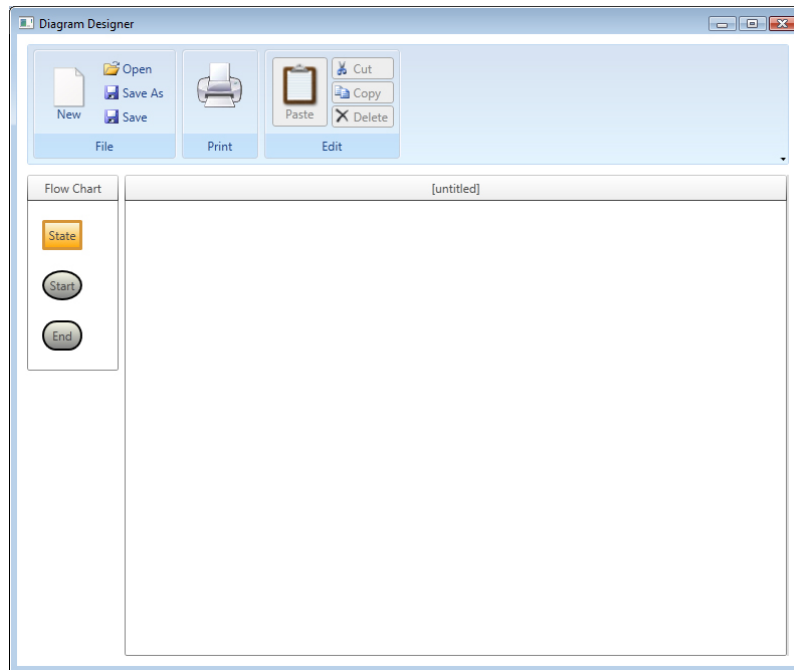 Diagram Designer
New
Open
Save As
Save
File
Print
Paste
Cut
Copy
Delete
Edit
Flow Chart
[untitled]
State
Start
End